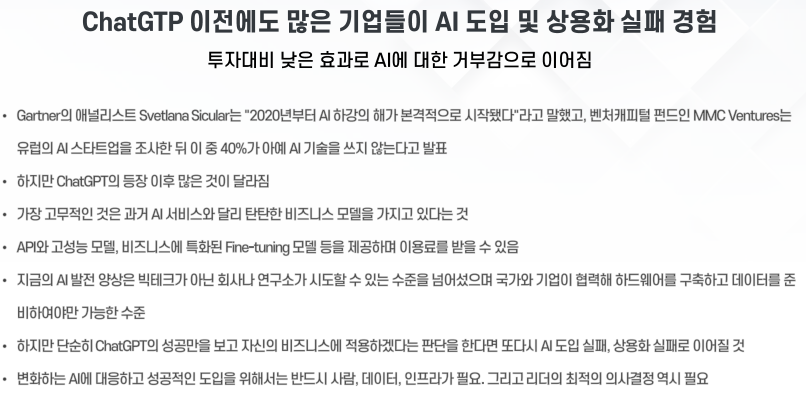 ChatGTP 이전에도 많은 기업들이 AI 도입 및 상용화 실패 경험
투자대비 낮은 효과로 AI에 대한 거부감으로 이어짐
• Gartner의 애널리스트 Svetlana Sicular는 "2020년부터 AI 하강의 해가 본격적으로 시작됐다"라고 말했고, 벤처캐피털 펀드인 MMC Ventures는
유럽의 AI 스타트업을 조사한 뒤 이 중 40%가 아예 AI 기술을 쓰지 않는다고 발표
• 하지만 ChatGPT의 등장 이후 많은 것이 달라짐
• 가장 고무적인 것은 과거 AI 서비스와 달리 탄탄한 비즈니스 모델을 가지고 있다는 것
• API와 고성능 모델, 비즈니스에 특화된 Fine-tuning 모델 등을 제공하며 이용료를 받을 수 있음
• 지금의 AI 발전 양상은 빅테크가 아닌 회사나 연구소가 시도할 수 있는 수준을 넘어섰으며 국가와 기업이 협력해 하드웨어를 구축하고 데이터를 준
비하여야만 가능한 수준
• 하지만 단순히 ChatGPT의 성공만을 보고 자신의 비즈니스에 적용하겠다는 판단을 한다면 또다시 AI 도입 실패, 상용화 실패로 이어질 것
• 변화하는 AI에 대응하고 성공적인 도입을 위해서는 반드시 사람, 데이터, 인프라가 필요. 그리고 리더의 최적의 의사결정 역시 필요